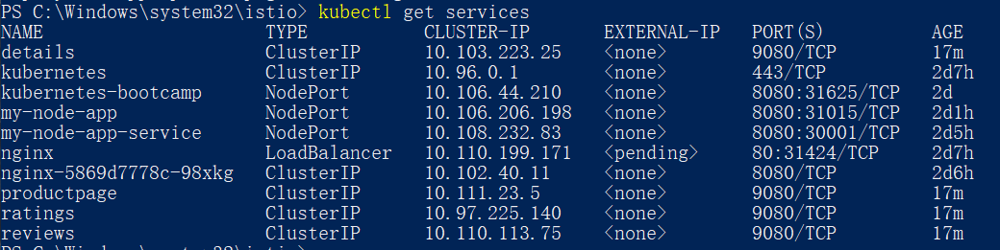 PS C:\Windows\system32\istio> kubectl get services
NAME TYPE CLUSTER-IP EXTERNAL-IP PORT(S) AGE
details ClusterIP 10.103.223.25 <none> 9080/TCP 17m
kubernetes ClusterIP 10.96.0.1 <none> 443/TCP 2d7h
kubernetes-bootcamp NodePort 10.106.44.210 <none> 8080:31625/TCP 2d
my-node-app NodePort 10.106.206.198 <none> 8080:31015/TCP 2d1h
my-node-app-service NodePort 10.108.232.83 <none> 8080:30001/TCP 2d5h
nginx LoadBalancer 10.110.199.171 <pending> 80:31424/TCP 2d7h
nginx-5869d7778c-98xkg ClusterIP 10.102.40.11 <none> 8080/TCP 2d6h
productpage ClusterIP 10.111.23.5 <none> 9080/TCP 17m
ratings ClusterIP 10.97.225.140 <none> 9080/TCP 17m
reviews ClusterIP 10.110.113.75 <none> 9080/TCP 17m
PS C:\Windows\system32\istio>